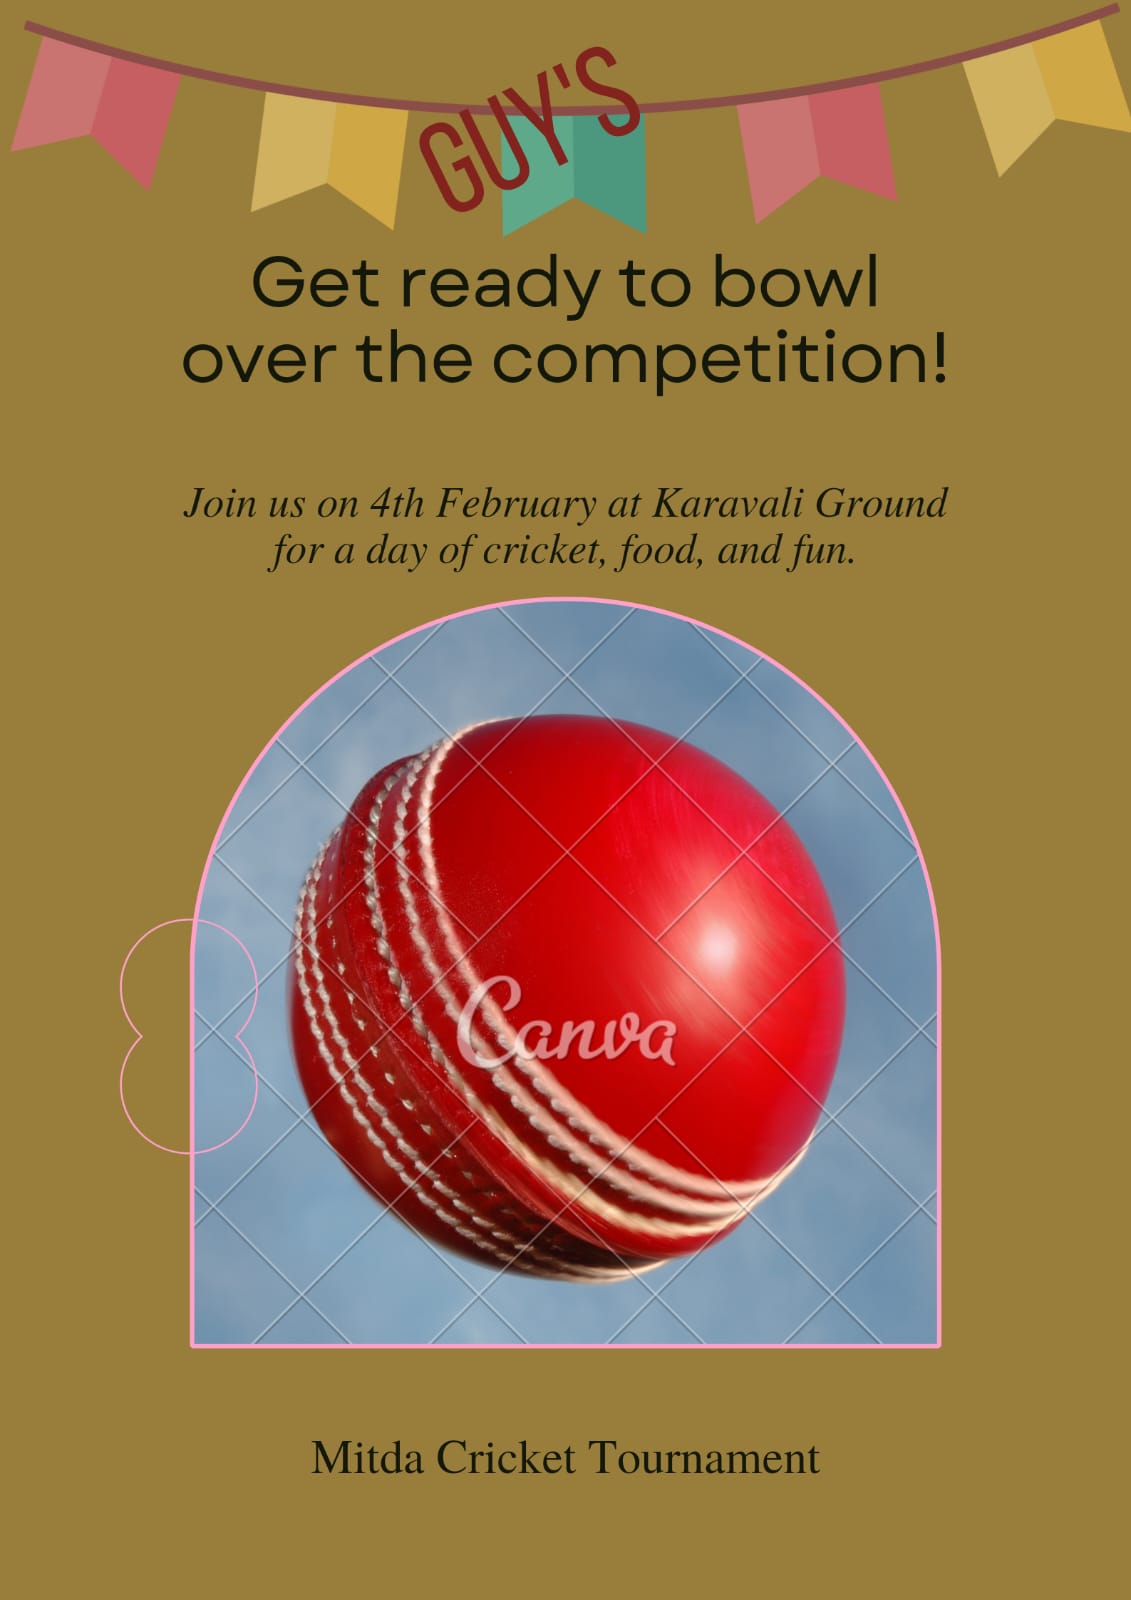 GUY'S
Get ready to bowl
over the competition!
Join us on 4th February at Karavali Ground
for a day of cricket, food, and fun.
Canva
Mitda Cricket Tournament